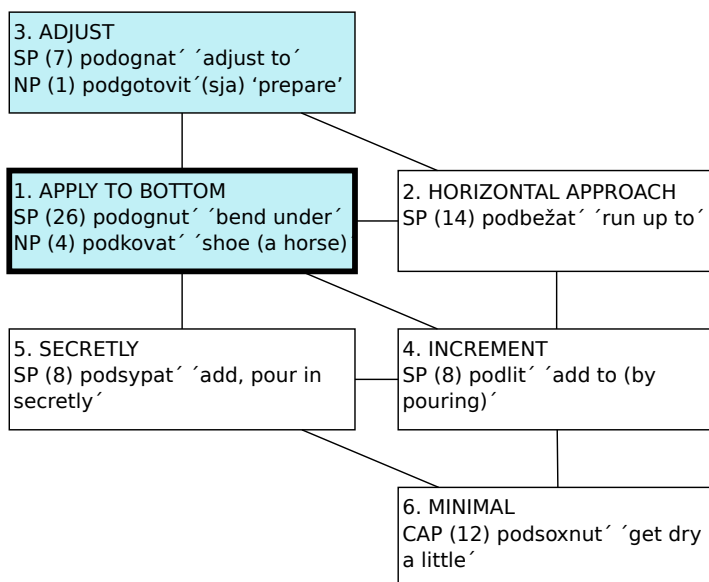 3. ADJUST
SP (7) podognat´ ´adjust to´
NP (1) podgotovit´(sja) ‘prepare’
1. APPLY TO BOTTOM
SP (26) podognut´ ´bend under´
NP (4) podkovat´ ´shoe (a horse)´
2. HORIZONTAL APPROACH
SP (14) podbežat´ ´run up to´
5. SECRETLY
SP (8) podsypat´ ´add, pour in
secretly´
4. INCREMENT
SP (8) podlit´ ´add to (by
pouring)´
6. MINIMAL
CAP (12) podsoxnut´ ´get dry
a little´